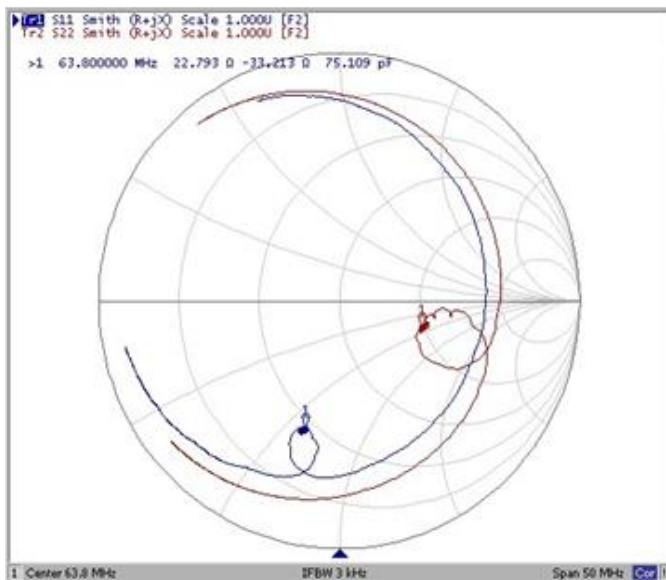 Tr1 S11 Smith (R+jX) Scale 1.000U [F2]
Tr2 S22 Smith (R+jX) Scale 1.000U [F2]
>1 63.800000 MHz 22.793 Ω -33.213 Ω 75.109 pF
1
1
1 Center 63.8 MHz IFBW 3 kHz Span 50 MHz Cor